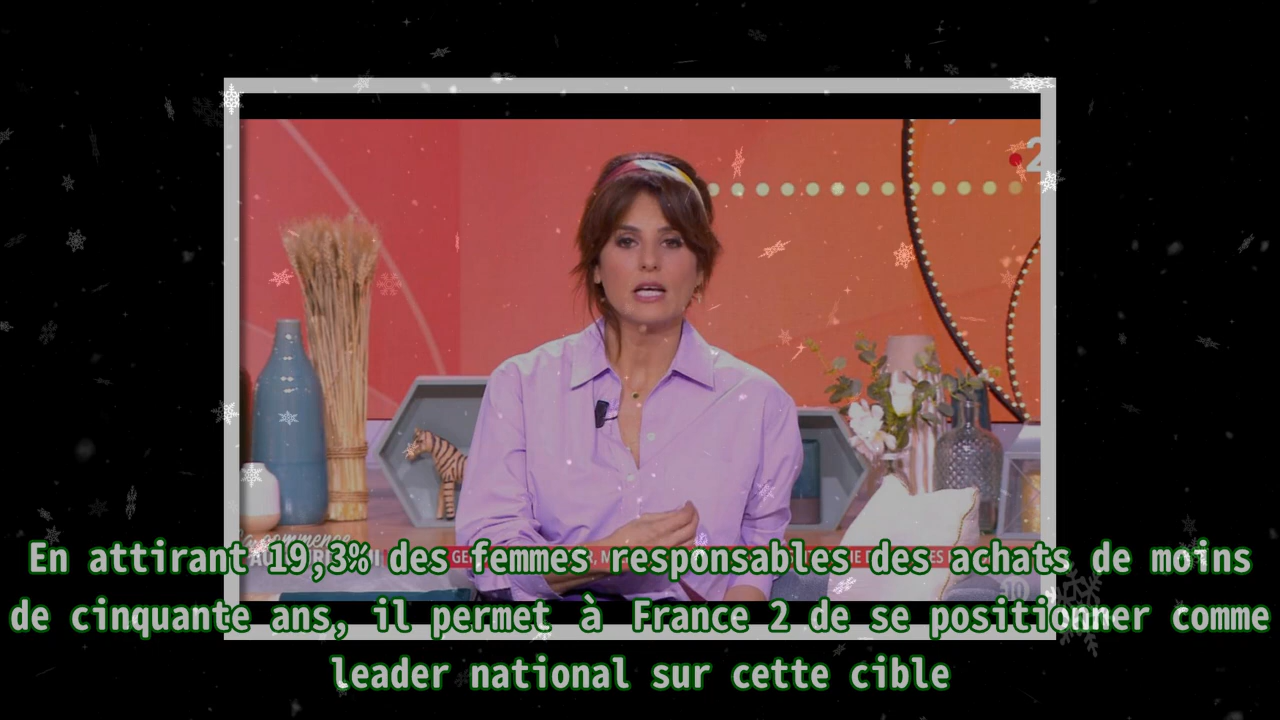 2
En attirant 19,3% des femmes responsables des achats de moins
de cinquante ans, il permet à France 2 de se positionner comme
leader national sur cette cible